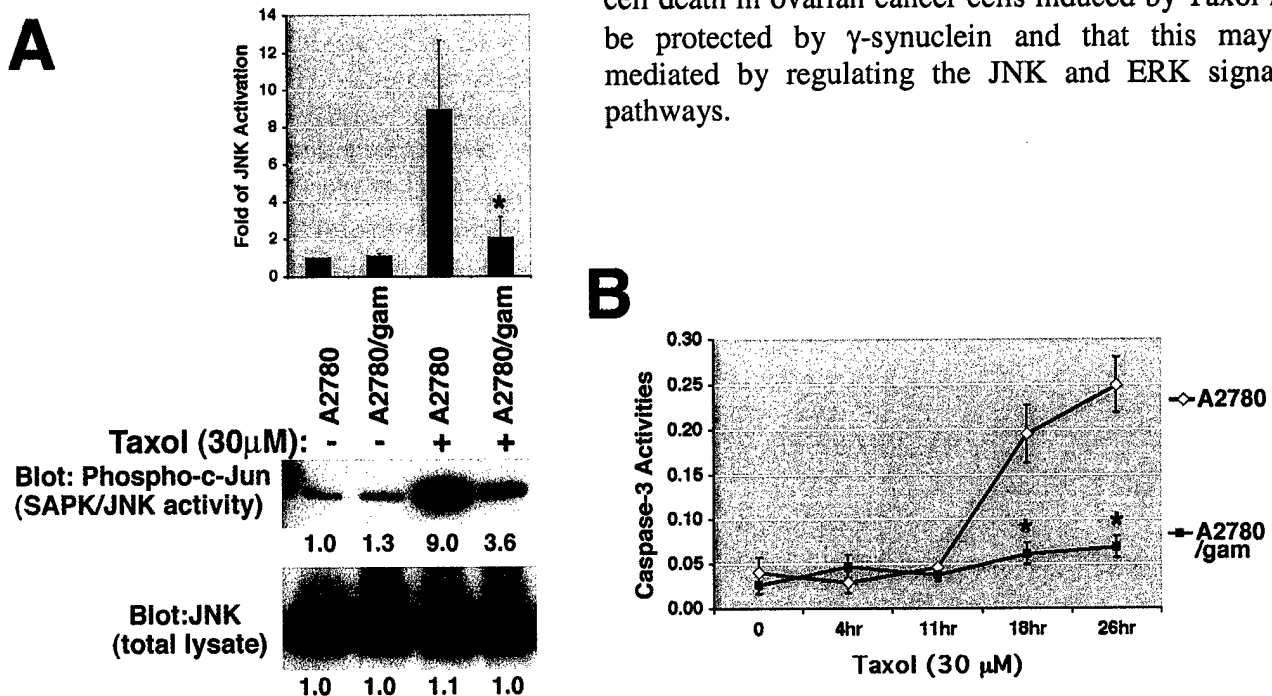 A
14
12
10
8
6
4
2
0
Fold of JNK Activation
*
A2780
A2780/gam
A2780
A2780/gam
Taxol (30μM): - - + +
Blot: Phospho-c-Jun
(SAPK/JNK activity)
1.0 1.3 9.0 3.6
Blot:JNK
(total lysate)
1.0 1.0 1.1 1.0
cell death in ovarian cancer cells induced by Taxol
be protected by γ-synuclein and that this may
mediated by regulating the JNK and ERK
pathways.
B
0.30
0.25
0.20
0.15
0.10
0.05
0.00
Caspase-3 Activities
* *
0 4hr 11hr 18hr 26hr
Taxol (30 μM)
A2780
A2780
/gam